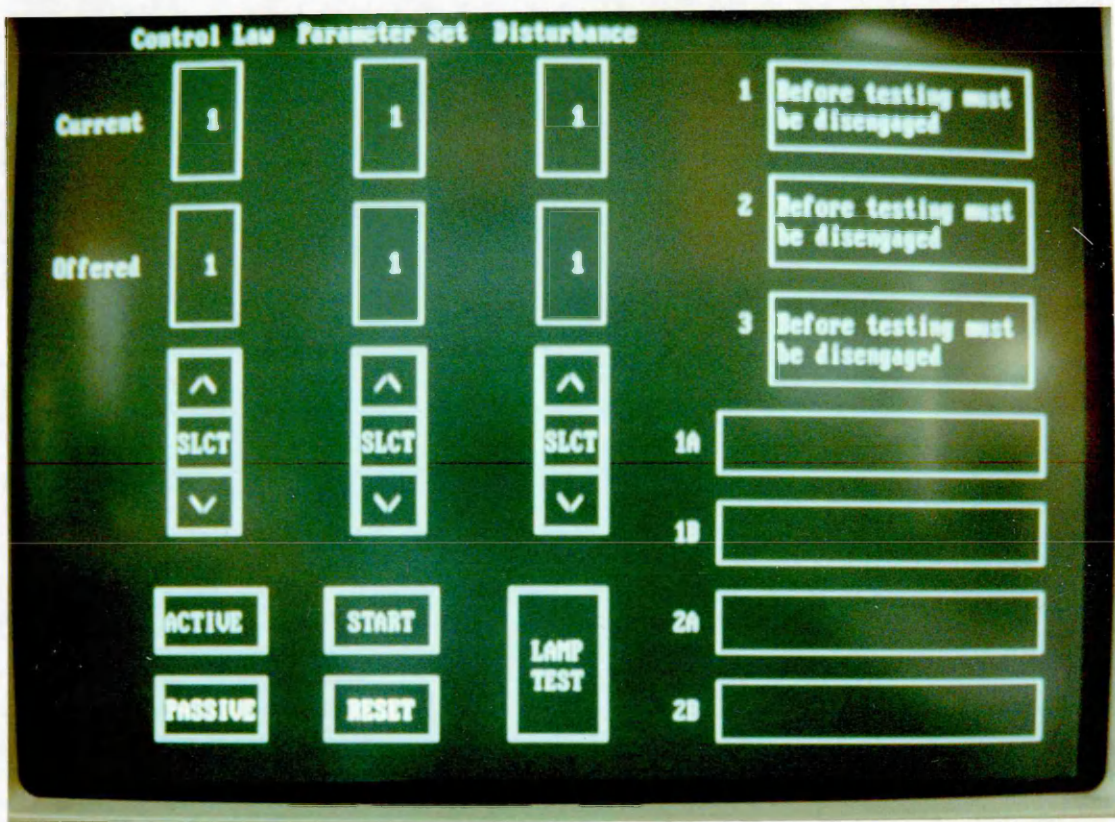 Control Law Parameter Set Disturbance
Current 1 1 1
Offered 1 1 1
^ ^ ^
SLCT SLCT SLCT
v v v
ACTIVE START
PASSIVE RESET
LAMP
TEST
1 Before testing must
be disengaged
2 Before testing must
be disengaged
3 Before testing must
be disengaged
1A
1B
2A
2B